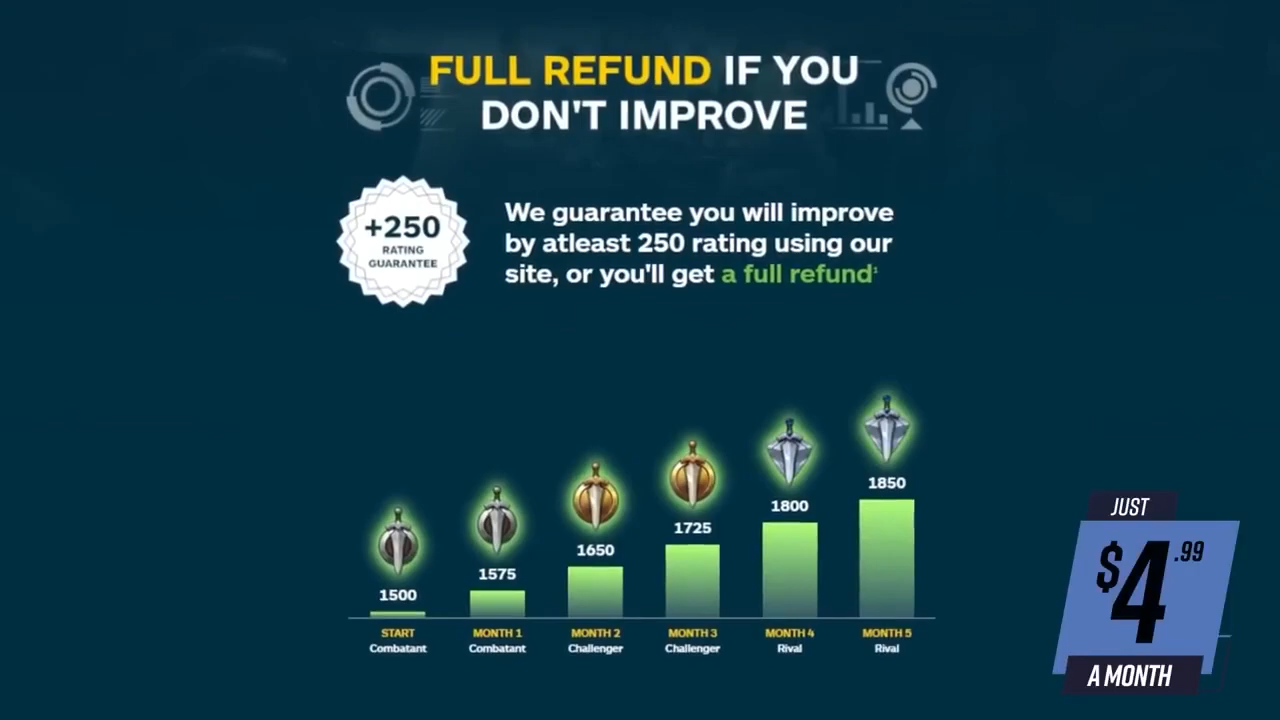 FULL REFUND IF YOU
DON'T IMPROVE
+250
RATING
GUARANTEE
We guarantee you will improve
by atleast 250 rating using our
site, or you'll get a full refund¹
1500
1575
1650
1725
1800
1850
START
Combatant
MONTH 1
Combatant
MONTH 2
Challenger
MONTH 3
Challenger
MONTH 4
Rival
MONTH 5
Rival
JUST
$4.99
A MONTH